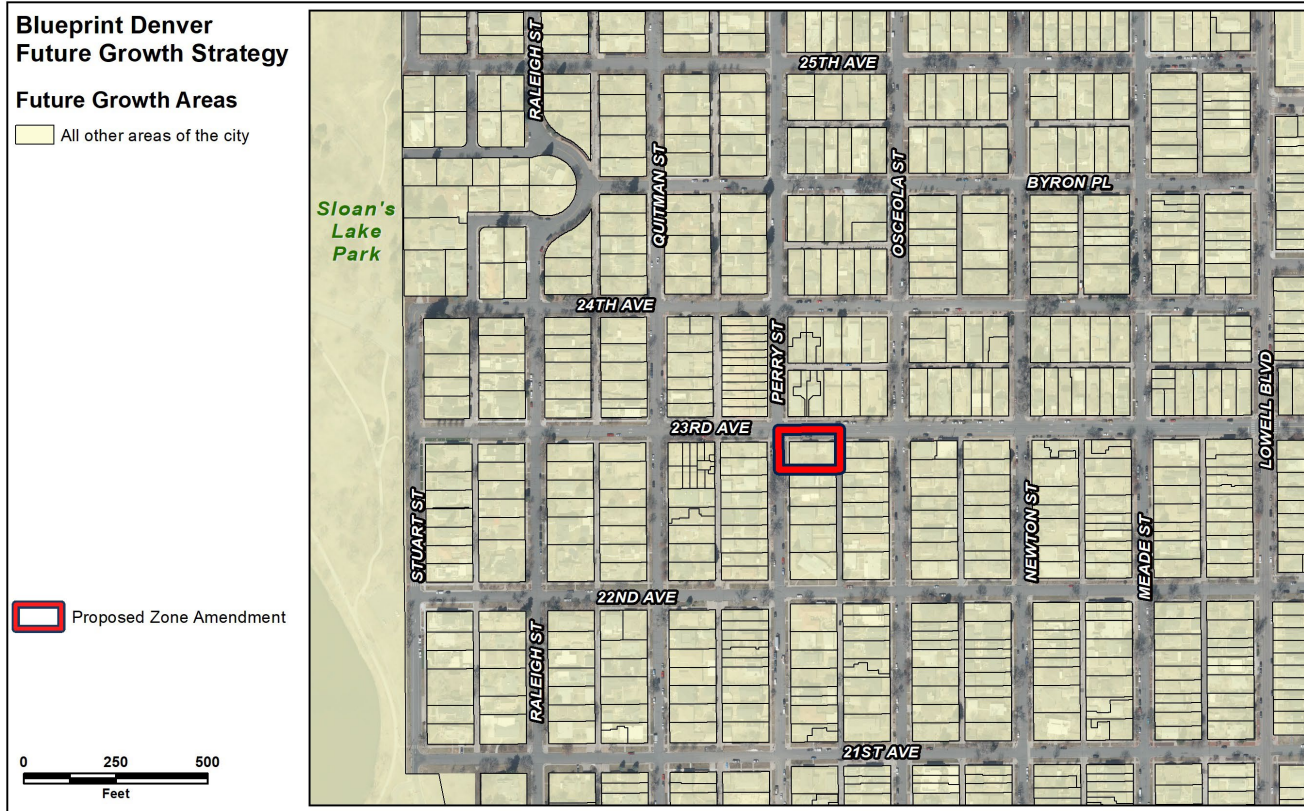 Blueprint Denver
Future Growth Strategy
Future Growth Areas
All other areas of the city
Proposed Zone Amendment
0 250 500
Feet
Sloan's
Lake
Park
RALEIGH ST
25TH AVE
QUITMAN ST
OSCEOLA ST
BYRON PL
24TH AVE
PERRY ST
LOWELL BLVD
23RD AVE
STUART ST
NEWTON ST
MEADE ST
22ND AVE
RALEIGH ST
21ST AVE